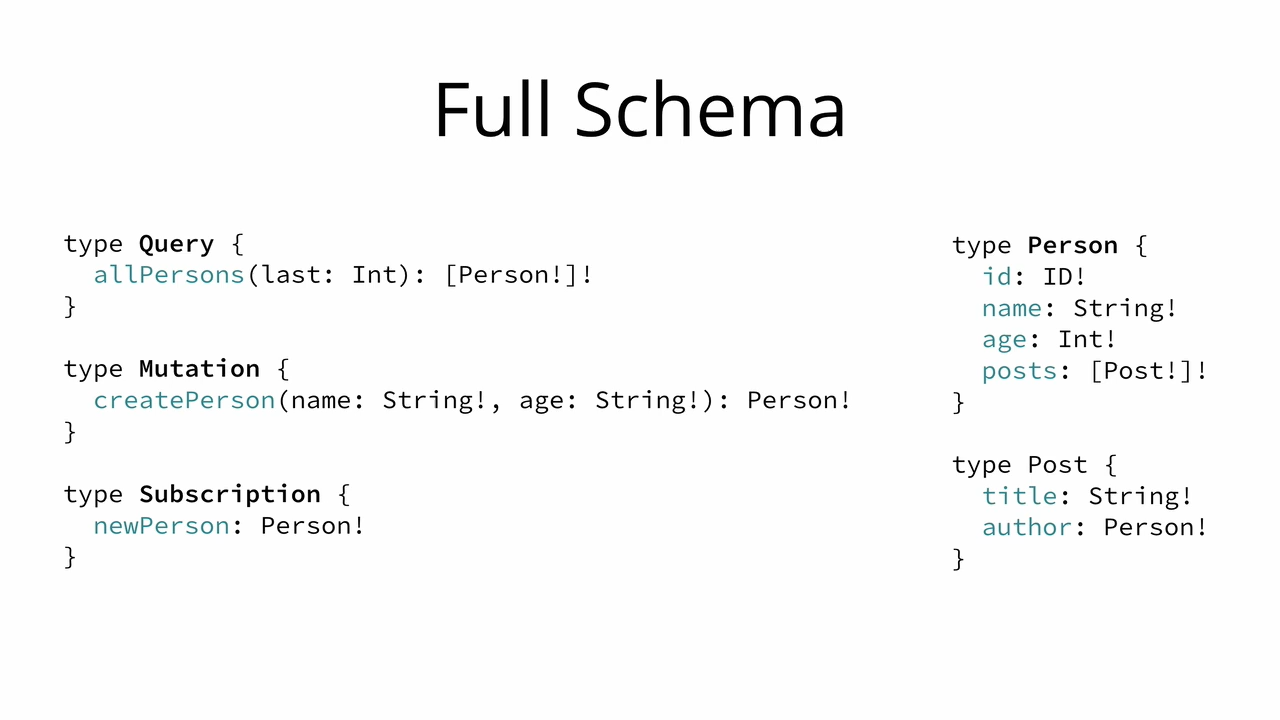 Full Schema
type Query {
  allPersons(last: Int): [Person!]!
}
type Mutation {
  createPerson(name: String!, age: String!): Person!
}
type Subscription {
  newPerson: Person!
}
type Person {
  id: ID!
  name: String!
  age: Int!
  posts: [Post!]!
}
type Post {
  title: String!
  author: Person!
}